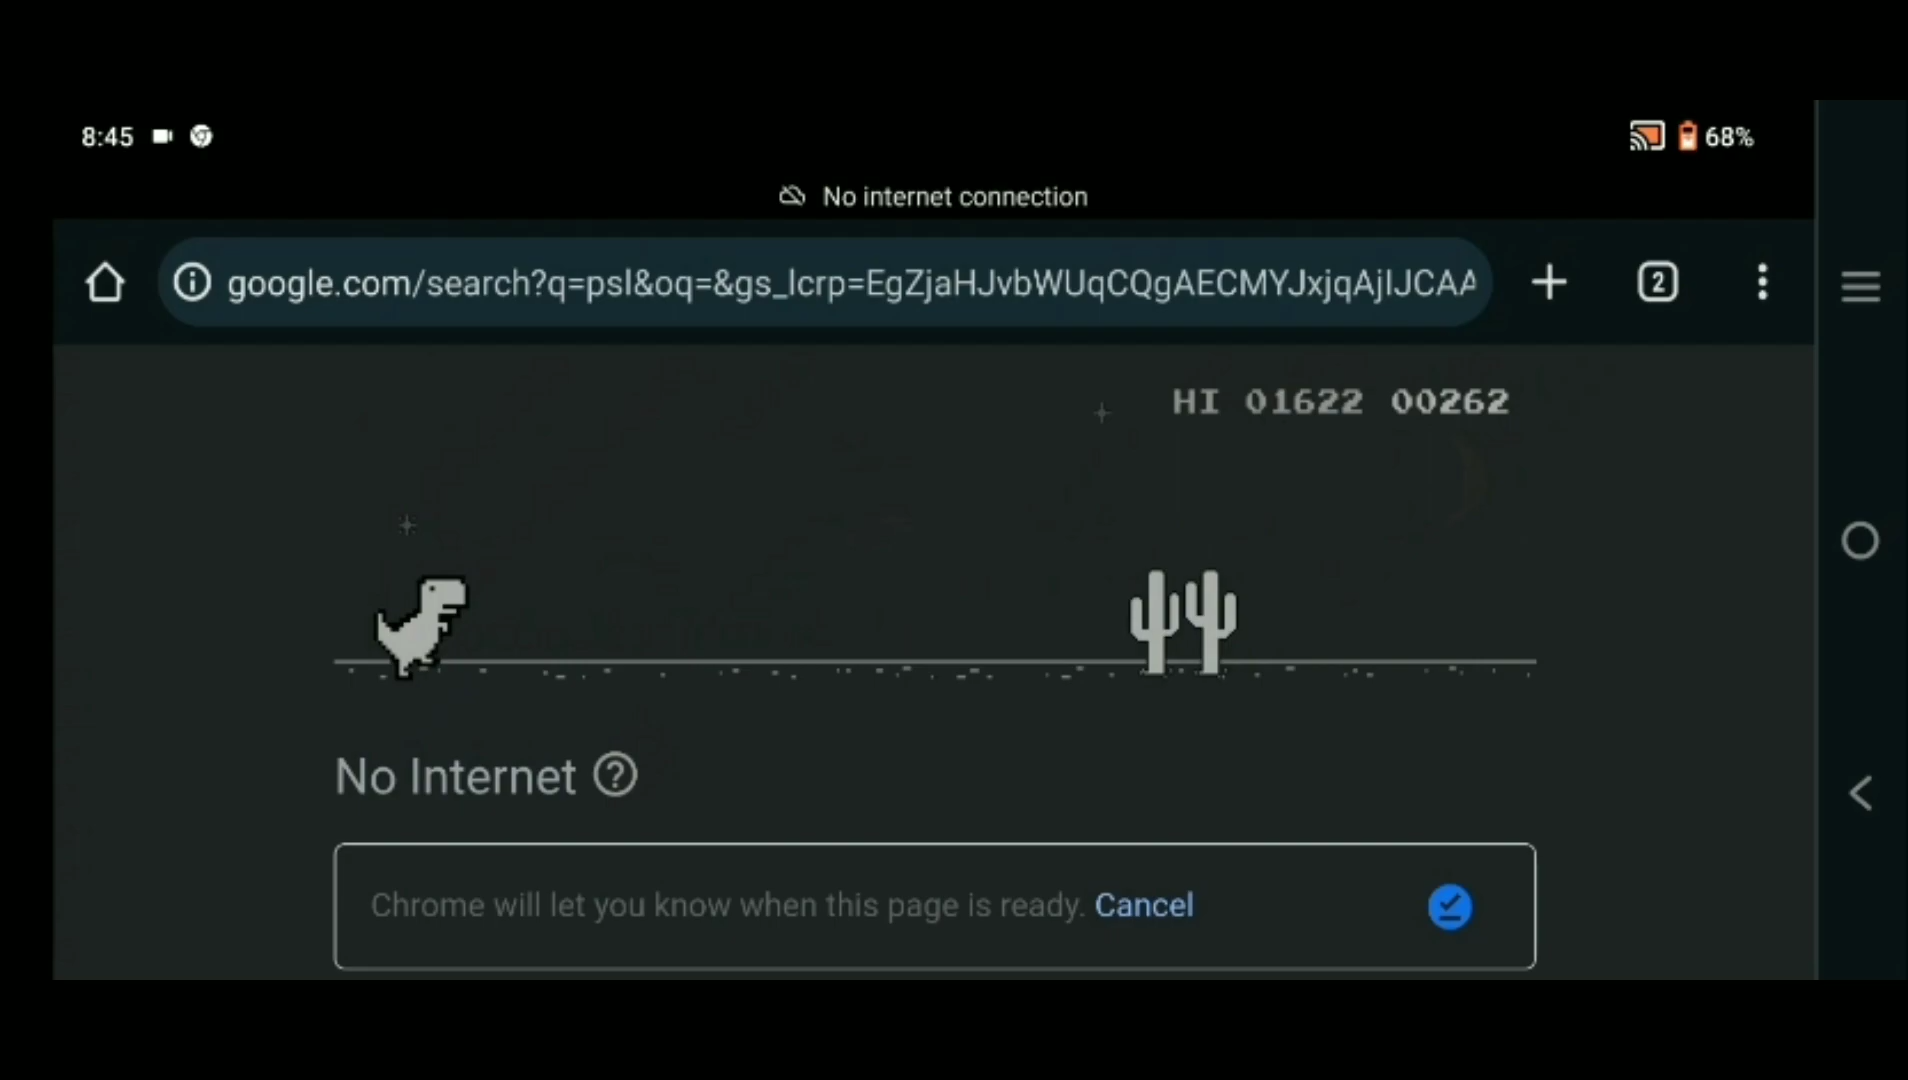 8:45
68%
No internet connection
google.com/search?q=psl&oq=&gs_lcrp=EgZjaHJvbWUqCQgAECMYJxjqAjIJCAA
2
HI 01622 00262
No Internet
Chrome will let you know when this page is ready. Cancel